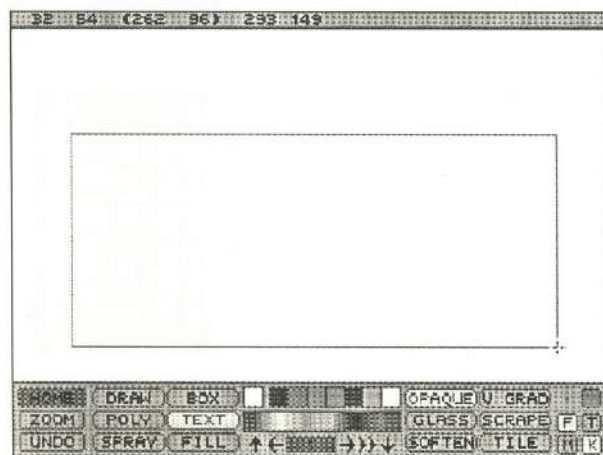 32 54 (262 96) 293 149
HOME DRAW BOX OPAQUE V GRAD
ZOOM POLY TEXT GLASS SCRAPE F T
UNDO SPRAY FILL SOFTEN TILE M K